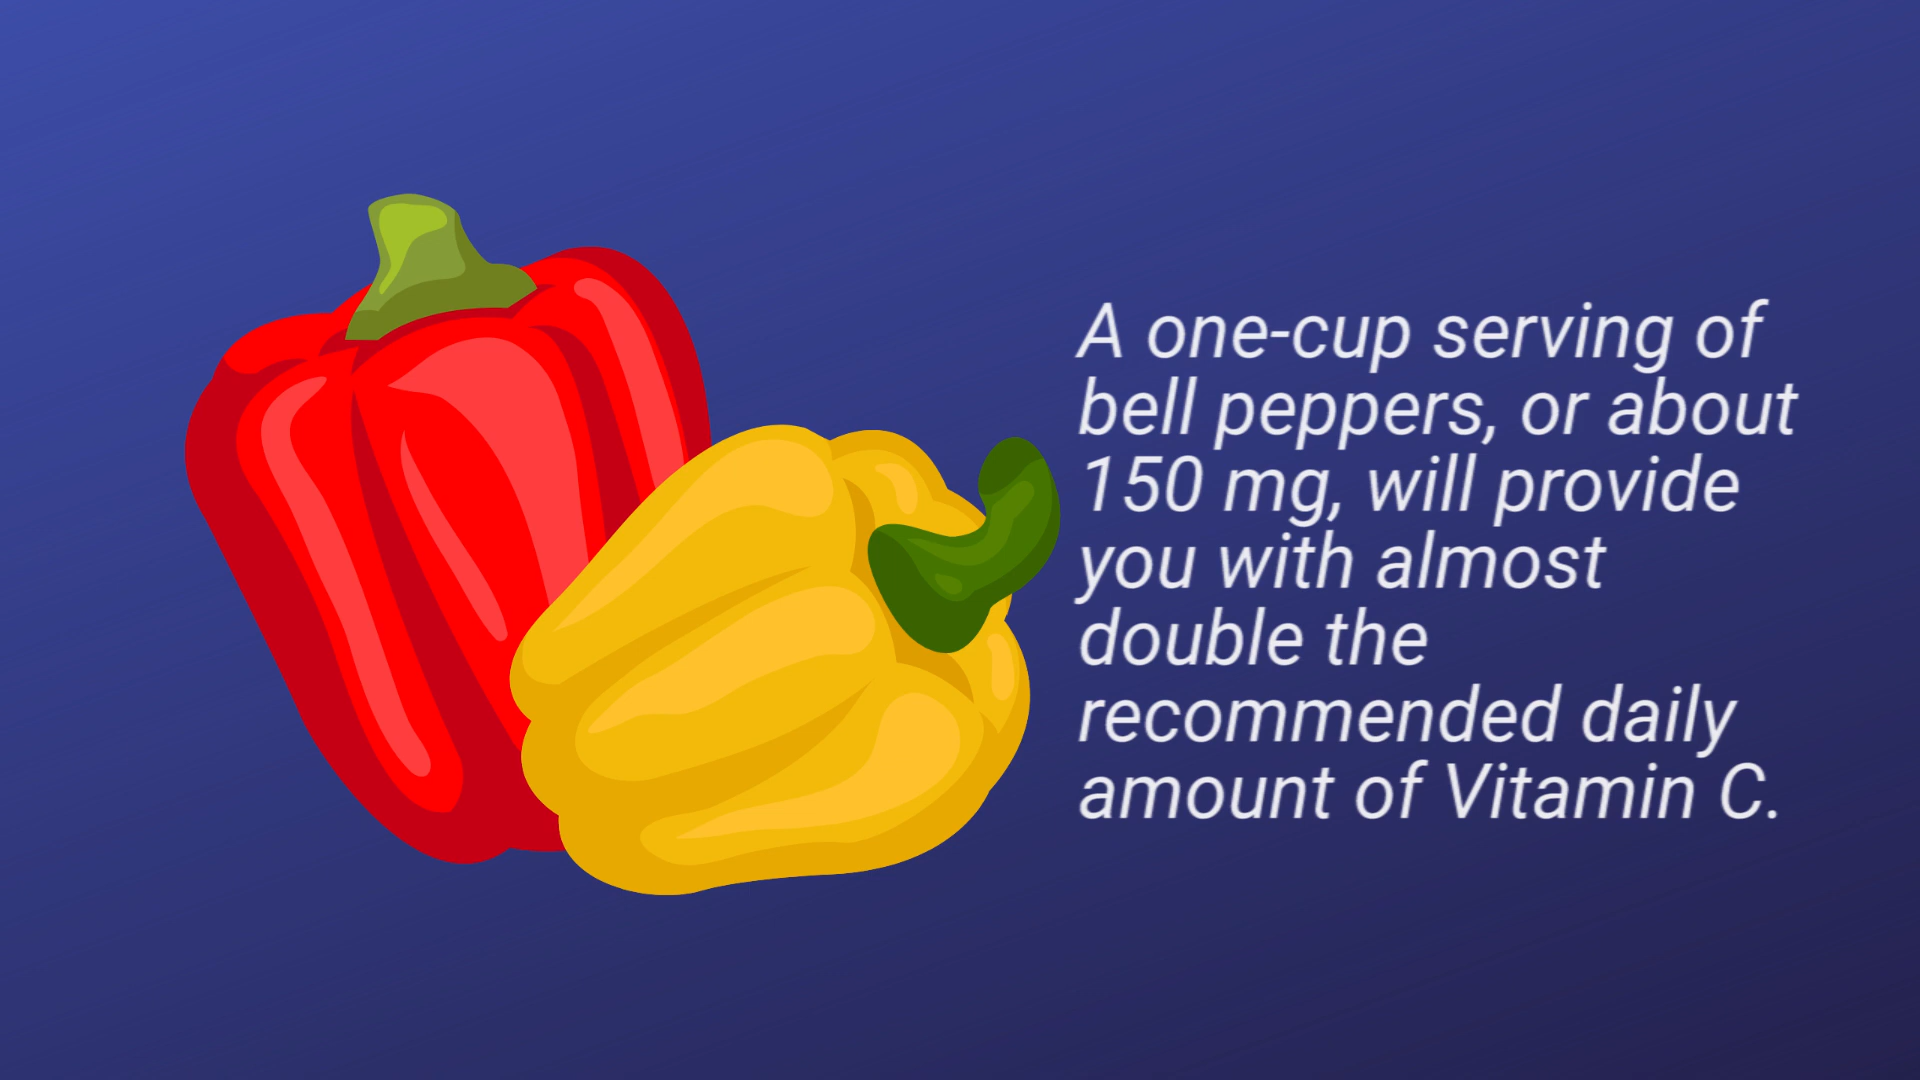 A one-cup serving of
bell peppers, or about
150 mg, will provide
you with almost
double the
recommended daily
amount of Vitamin C.